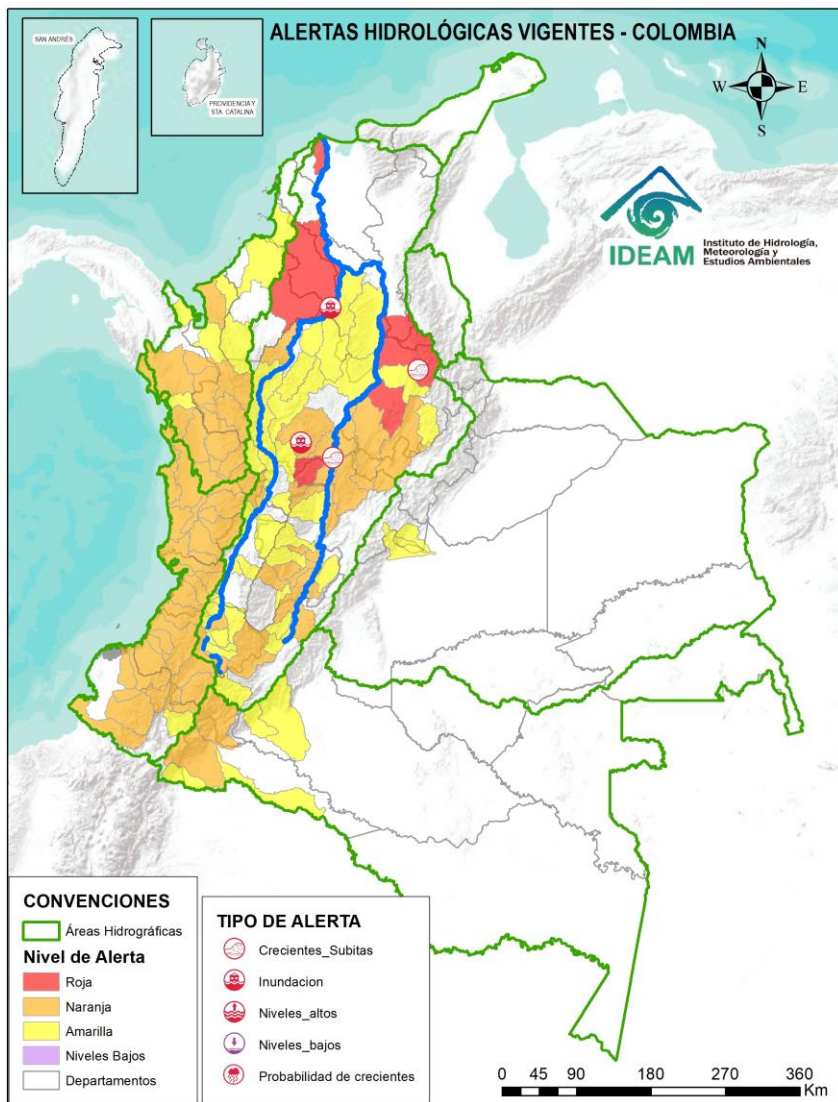 ALERTAS HIDROLÓGICAS VIGENTES - COLOMBIA
SAN ANDRÉS
PROVIDENCIA Y
STA. CATALINA
N
W
E
S
IDEAM
Instituto de Hidrología,
Meteorología y
Estudios Ambientales
CONVENCIONES
Áreas Hidrográficas
Nivel de Alerta
Roja
Naranja
Amarilla
Niveles Bajos
Departamentos
TIPO DE ALERTA
Crecientes_Subitas
Inundacion
Niveles_altos
Niveles_bajos
Probabilidad de crecientes
0 45 90 180 270 360
Km